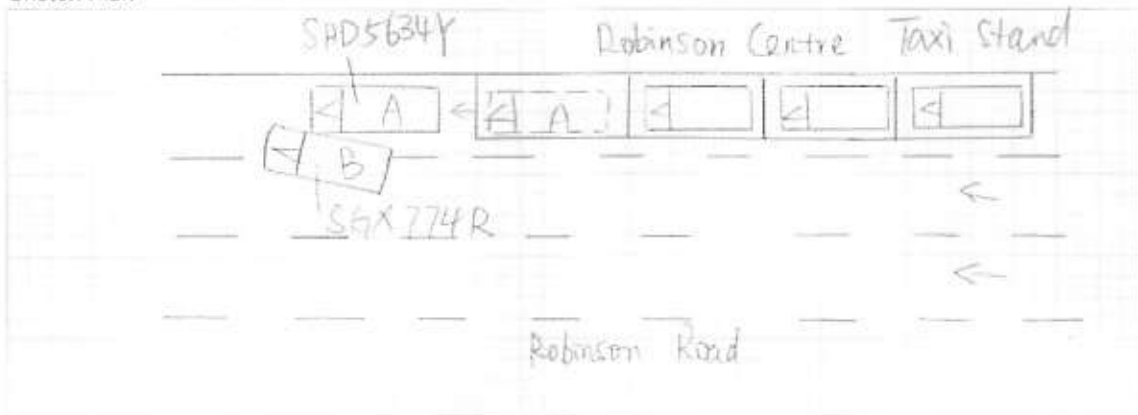 SHD5634Y Robinson Centre Taxi Stand
A A
B
SGX774R
Robinson Road